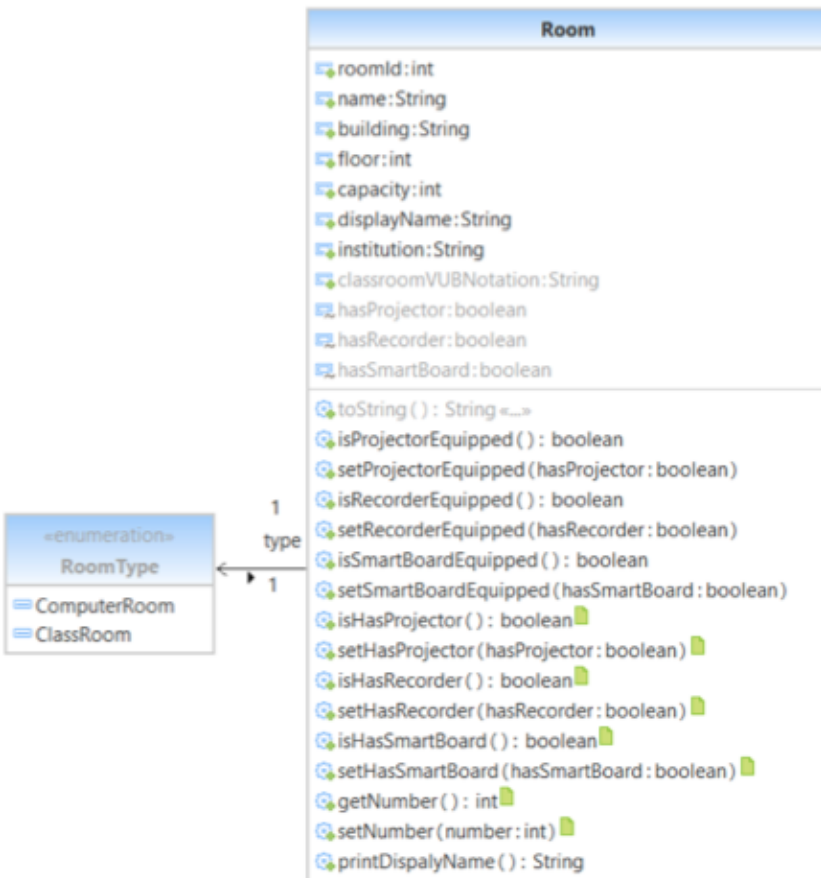 Room
roomId:int
name:String
building:String
floor:int
capacity:int
displayName:String
institution:String
classroomVUBNotation:String
hasProjector:boolean
hasRecorder:boolean
hasSmartBoard:boolean
toString(): String «...»
isProjectorEquipped(): boolean
setProjectorEquipped(hasProjector:boolean)
isRecorderEquipped(): boolean
setRecorderEquipped(hasRecorder:boolean)
isSmartBoardEquipped(): boolean
setSmartBoardEquipped(hasSmartBoard:boolean)
isHasProjector(): boolean
setHasProjector(hasProjector:boolean)
isHasRecorder(): boolean
setHasRecorder(hasRecorder:boolean)
isHasSmartBoard(): boolean
setHasSmartBoard(hasSmartBoard:boolean)
getNumber(): int
setNumber(number:int)
printDispalyName(): String
1
type
1
«enumeration»
RoomType
ComputerRoom
ClassRoom